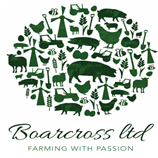 Boarcross ltd
FARMING WITH PASSION